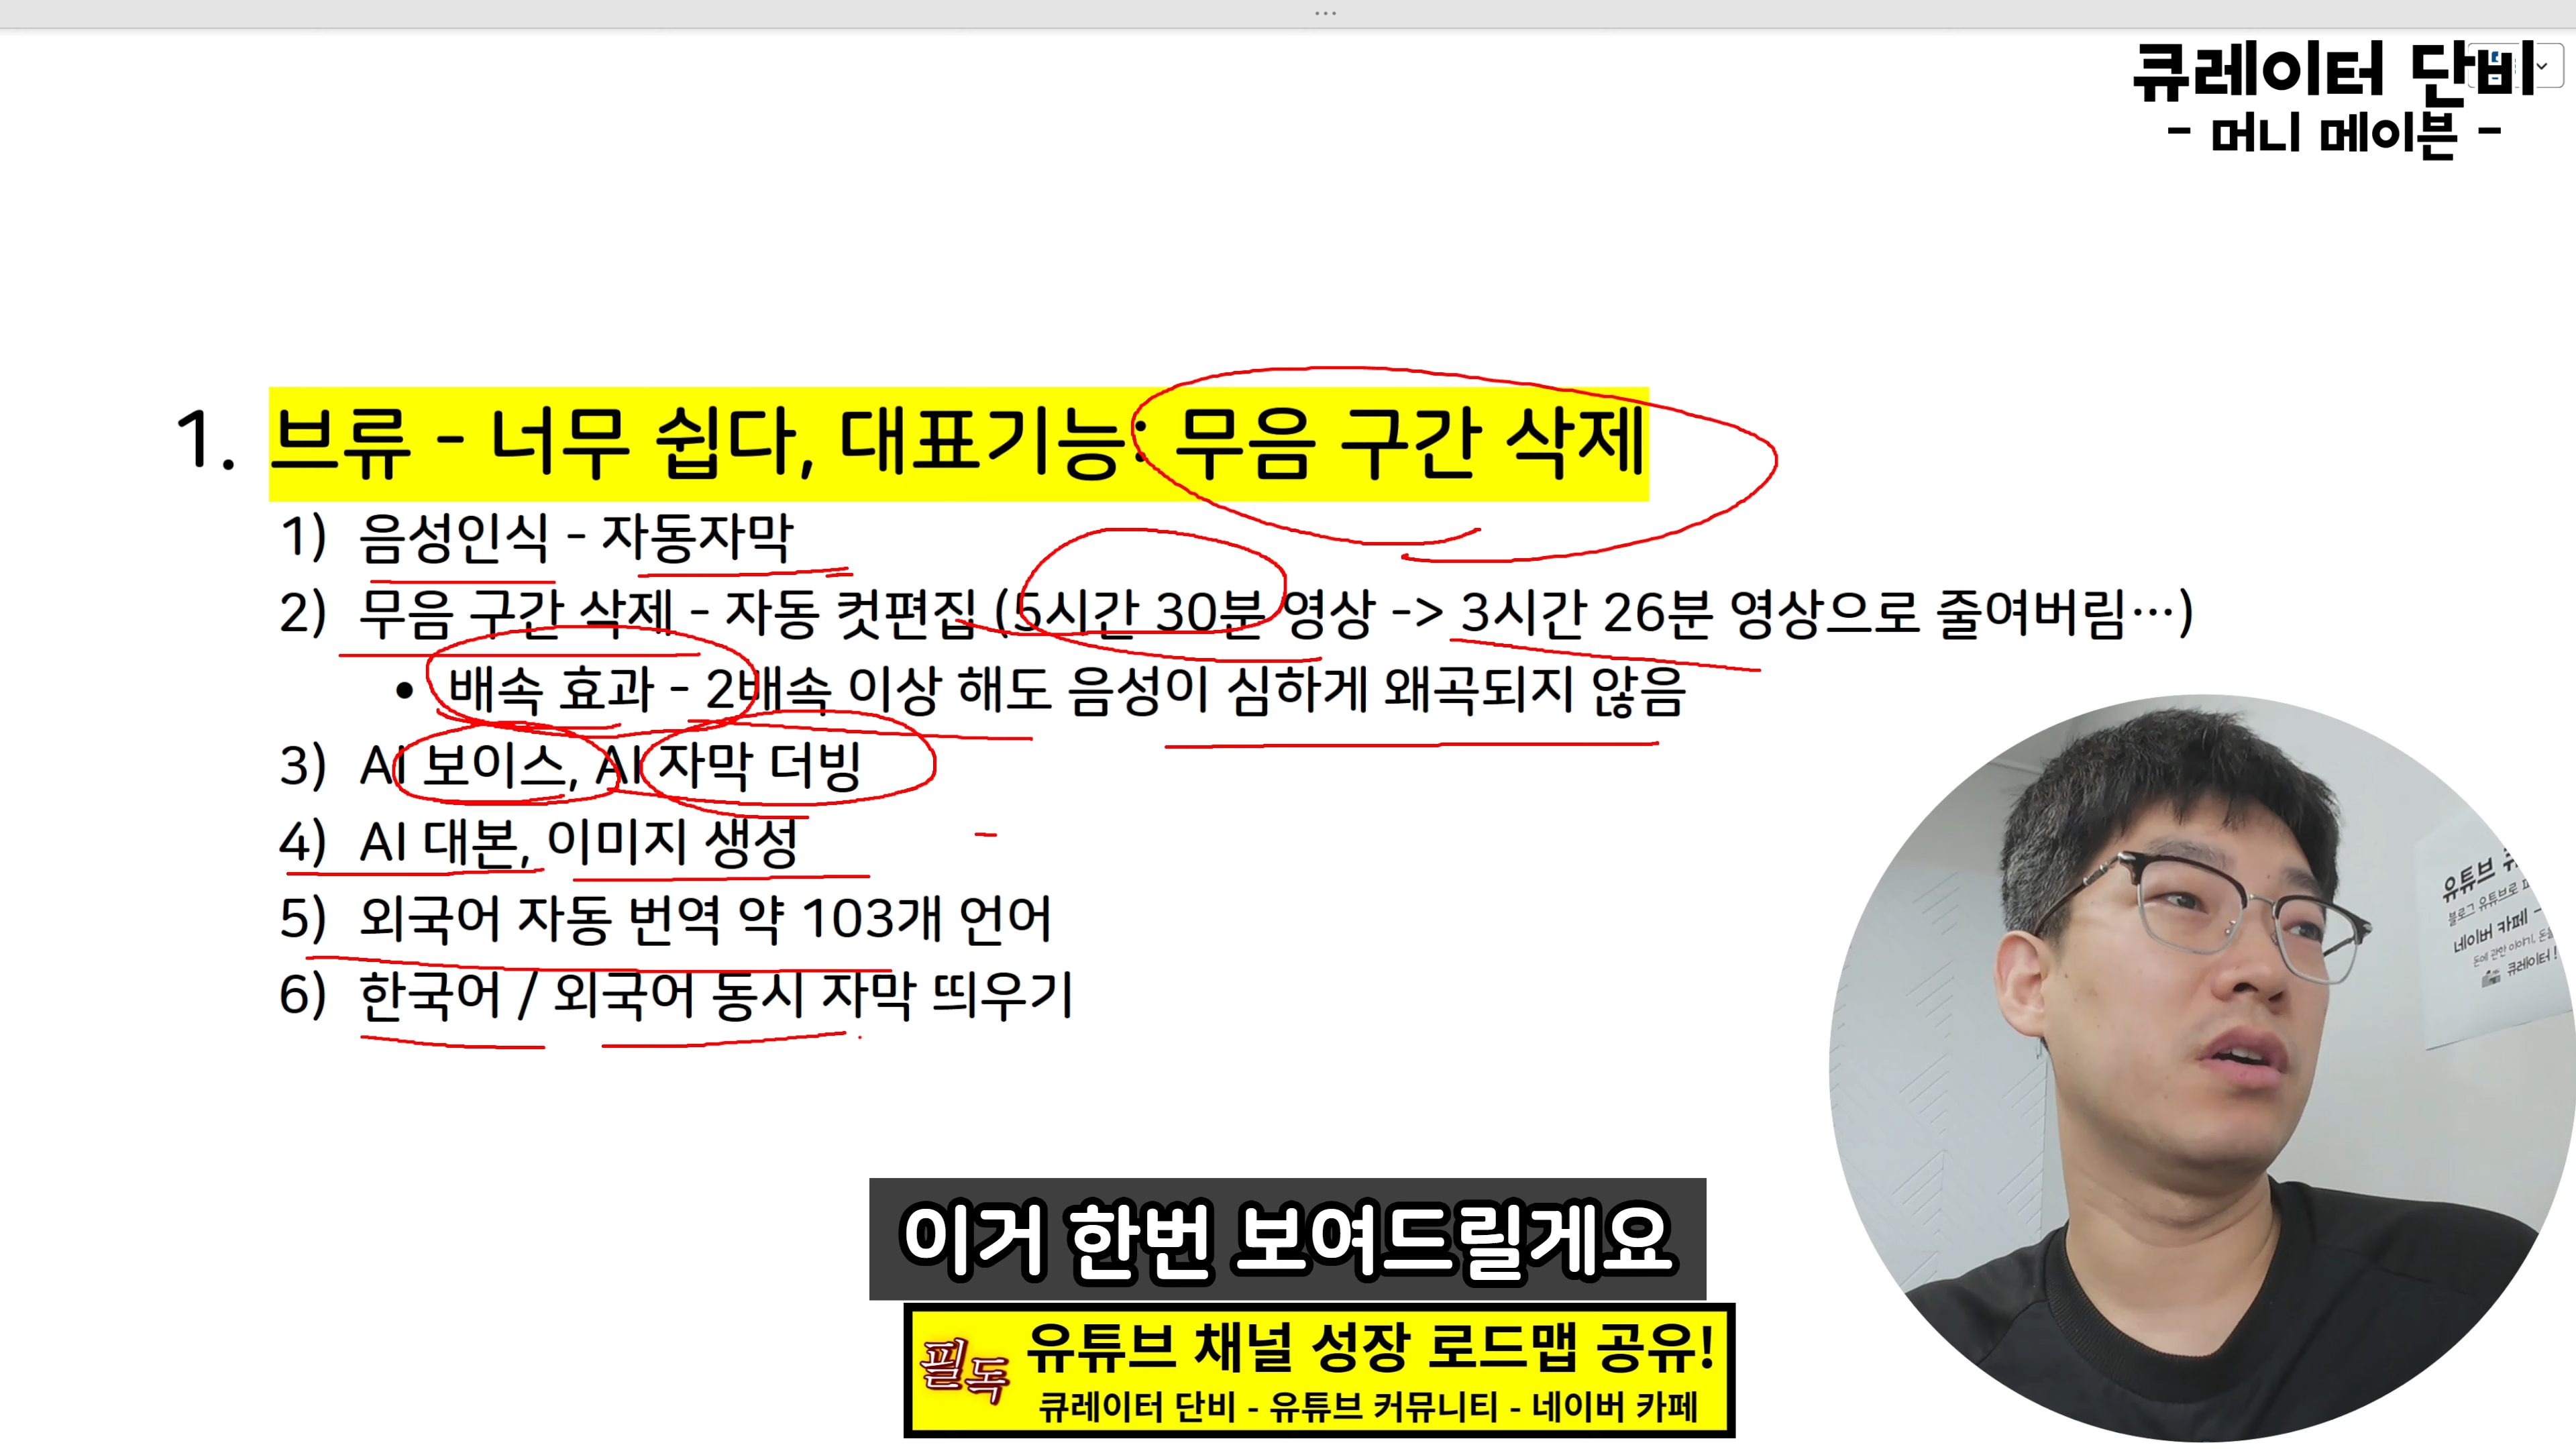 큐레이터 단비
- 머니 메이븐 -
1. 브류 - 너무 쉽다, 대표기능: 무음 구간 삭제
1) 음성인식 - 자동자막
2) 무음 구간 삭제 - 자동 컷편집 (5시간 30분 영상 -> 3시간 26분 영상으로 줄여버림…)
• 배속 효과 - 2배속 이상 해도 음성이 심하게 왜곡되지 않음
3) AI 보이스, AI 자막 더빙
4) AI 대본, 이미지 생성
5) 외국어 자동 번역 약 103개 언어
6) 한국어 / 외국어 동시 자막 띄우기
유튜브
네이버 카페
이거 한번 보여드릴게요
필독 유튜브 채널 성장 로드맵 공유!
큐레이터 단비 - 유튜브 커뮤니티 - 네이버 카페